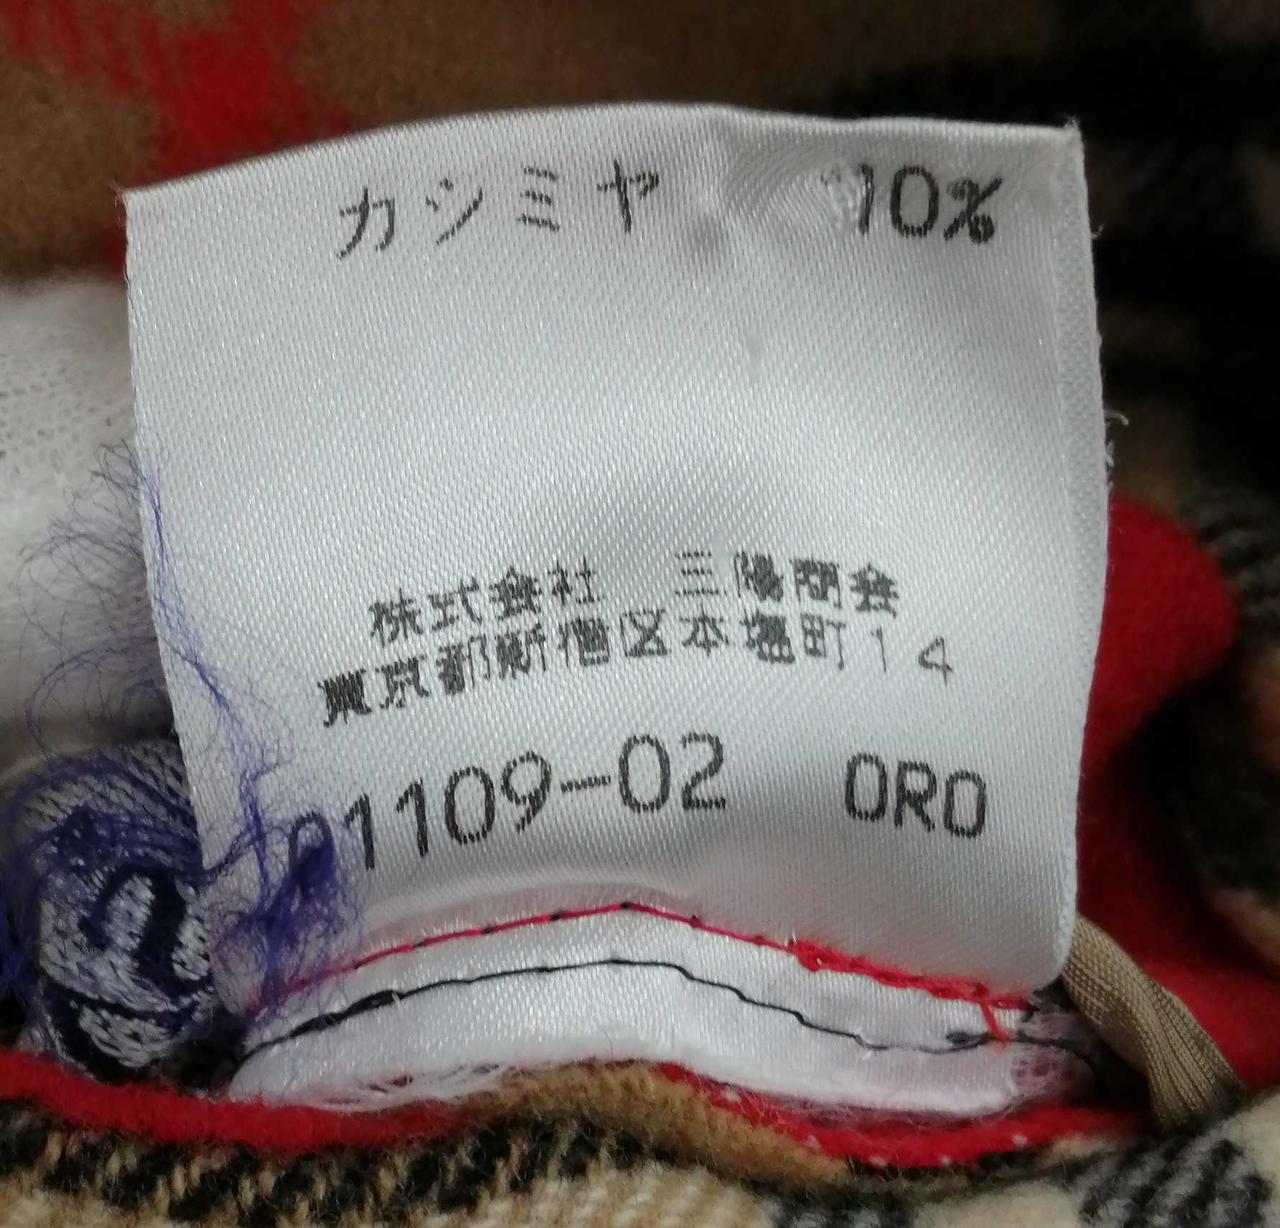 カシミヤ 10%
株式会社 三陽商会
東京都新宿区本塩町14
01109-02 0R0